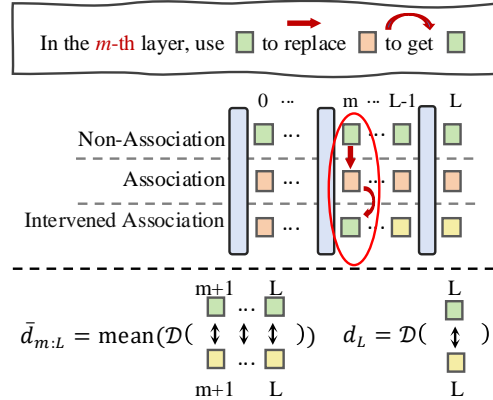 In the m-th layer, use to replace to get
0 ... m ... L-1 L
Non-Association ... ...
Association ... ...
Intervened Association ... ...
m+1 L L
...
d̄ₘ:L = mean(𝒟( )) d_L = 𝒟( )
m+1 L L